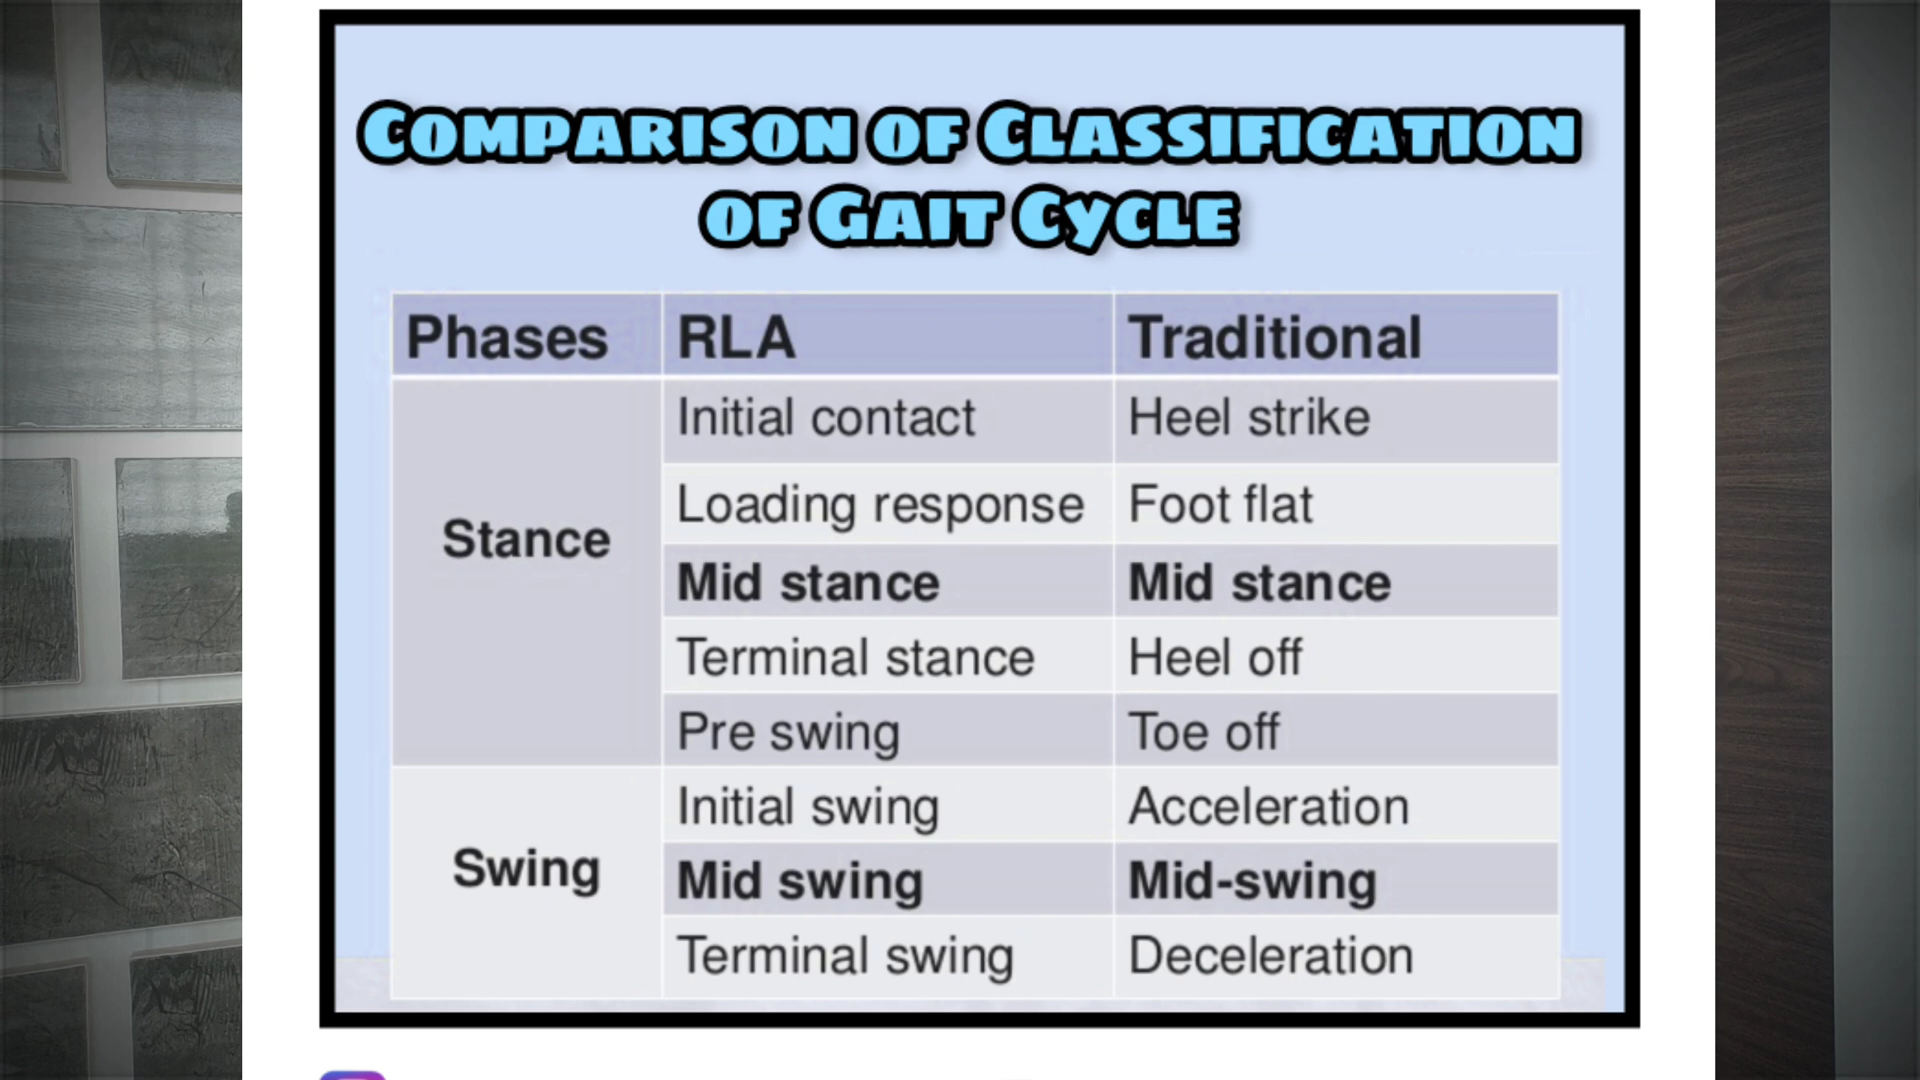 Comparison of Classification
of Gait Cycle
Phases RLA Traditional
Stance
Initial contact Heel strike
Loading response Foot flat
Mid stance Mid stance
Terminal stance Heel off
Pre swing Toe off
Swing
Initial swing Acceleration
Mid swing Mid-swing
Terminal swing Deceleration